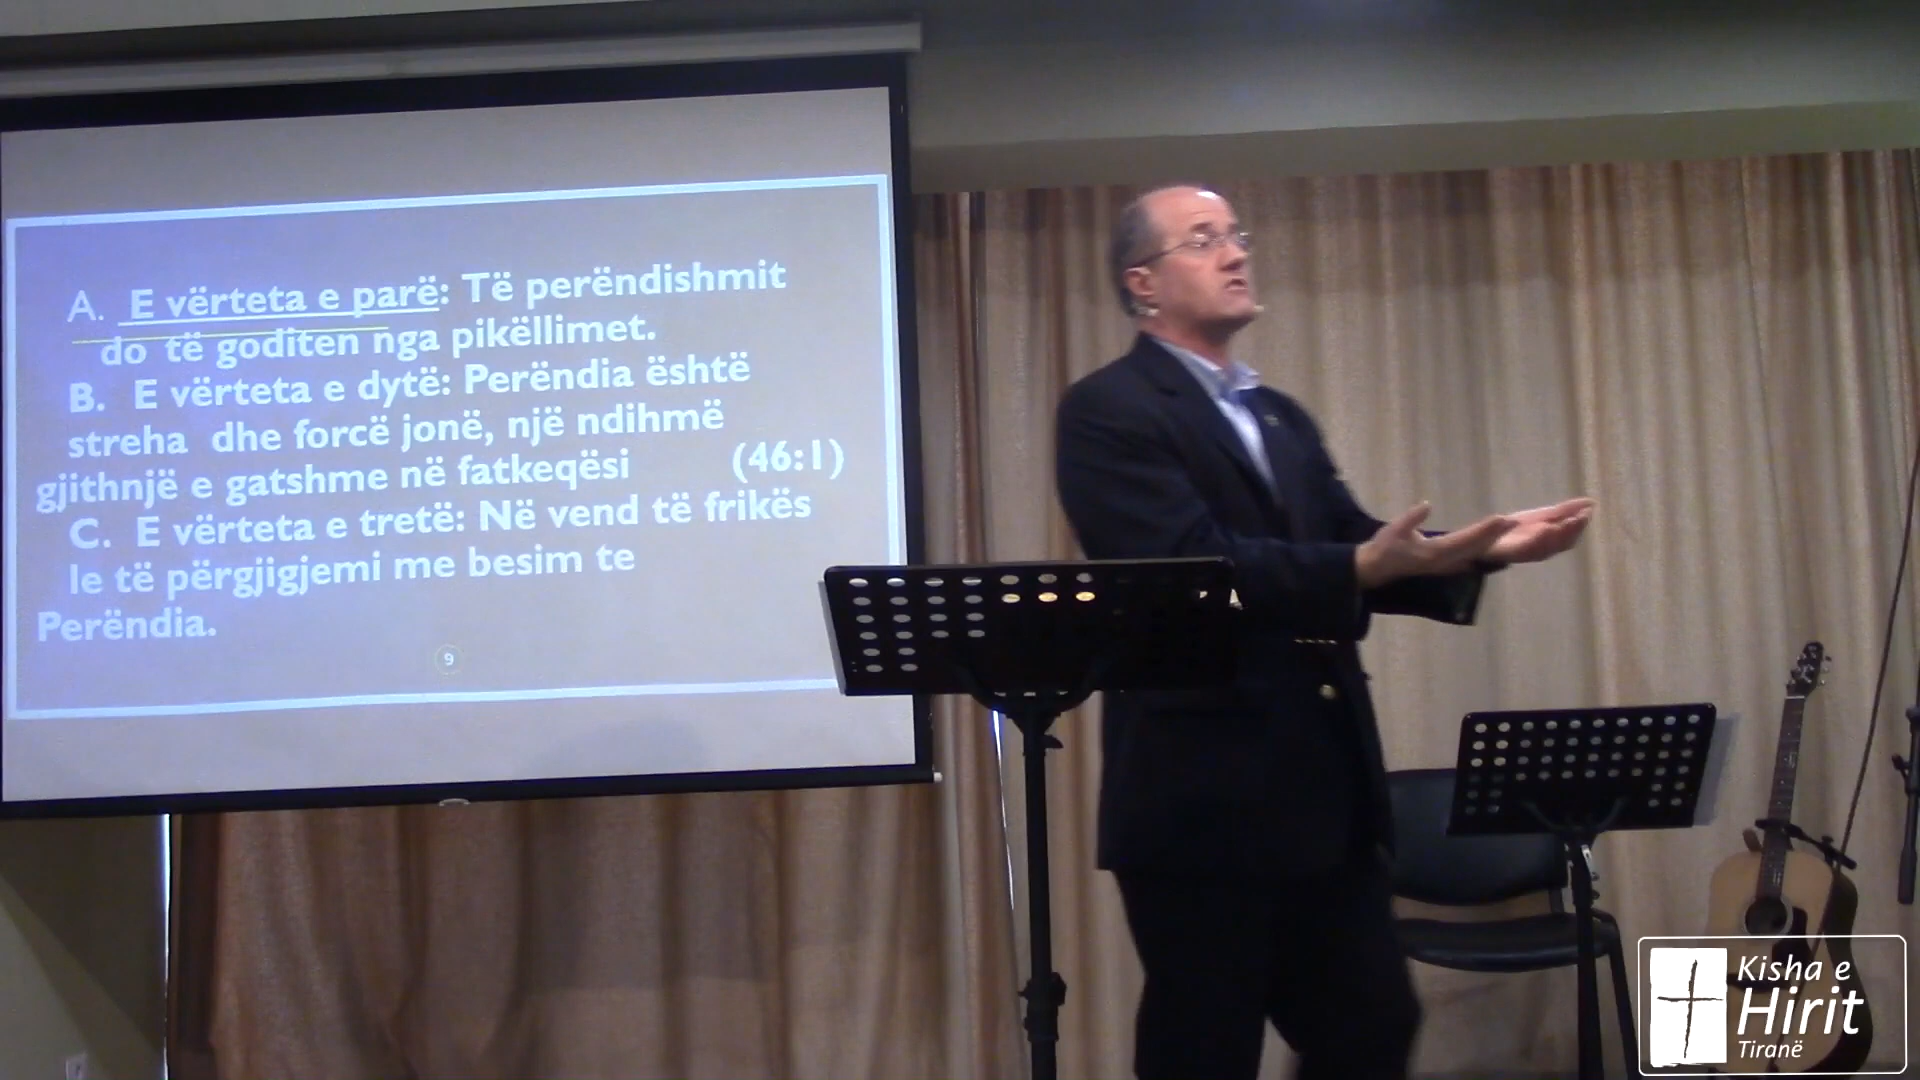 A. E vërteta e parë: Të perëndishmit
do të goditen nga pikëllimet.
B. E vërteta e dytë: Perëndia është
streha dhe forcë jonë, një ndihmë
gjithnjë e gatshme në fatkeqësi (46:1)
C. E vërteta e tretë: Në vend të frikës
le të përgjigjemi me besim te
Perëndia.
9
Kisha e
Hirit
Tiranë